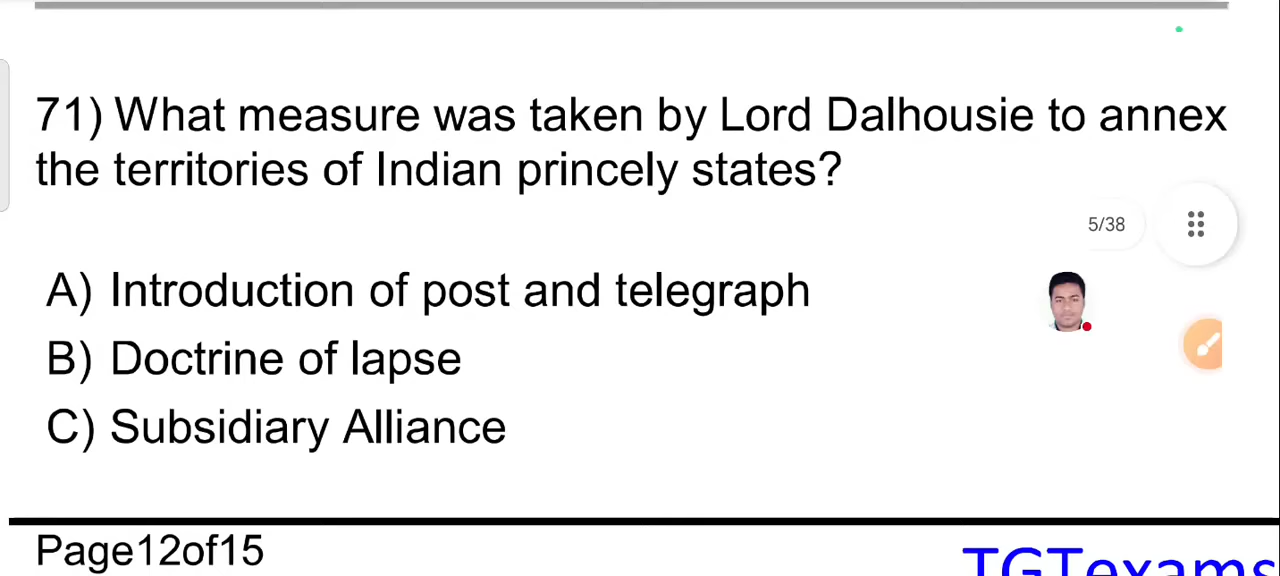 71) What measure was taken by Lord Dalhousie to annex
the territories of Indian princely states?
5/38
A) Introduction of post and telegraph
B) Doctrine of lapse
C) Subsidiary Alliance
Page12of15
TGTexams